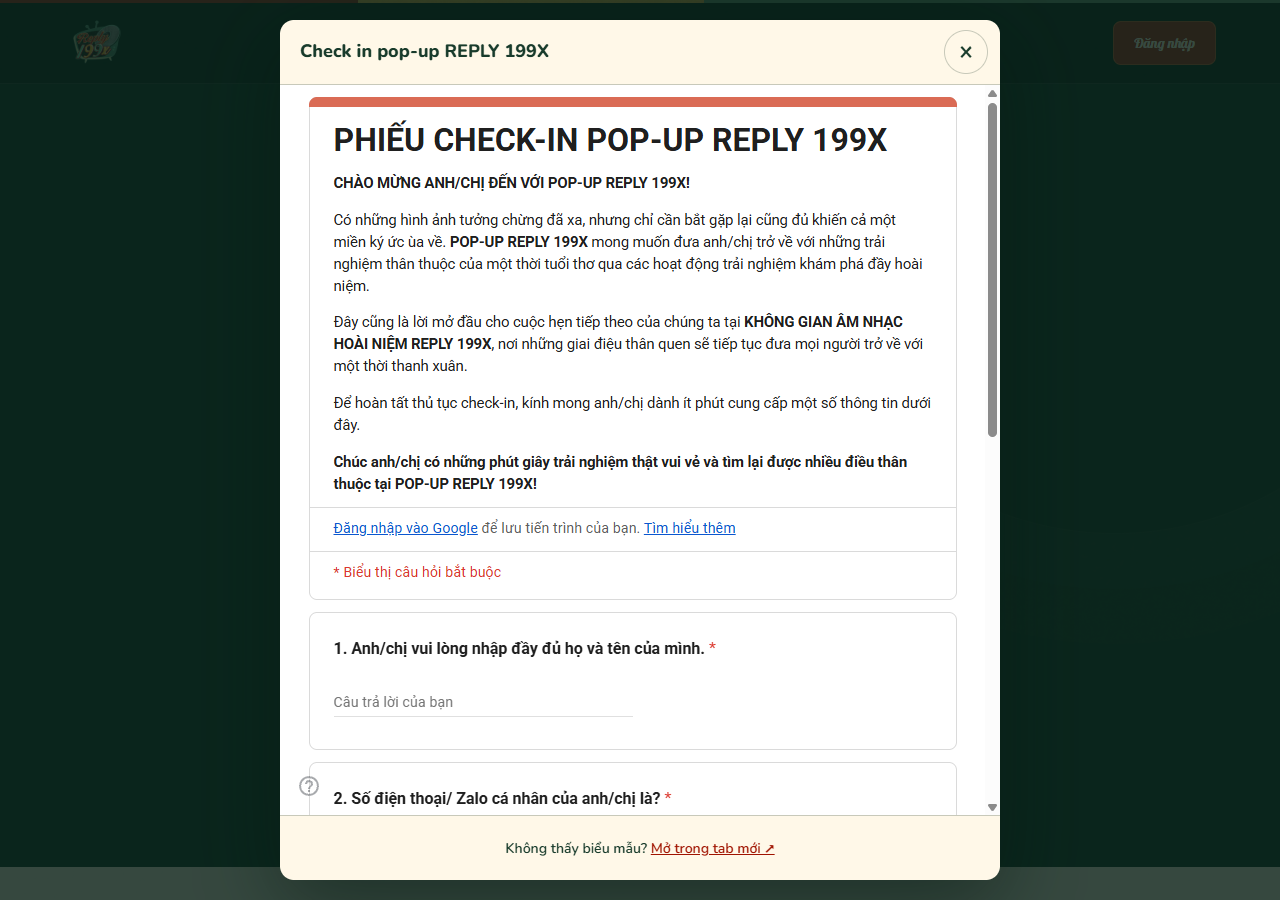 Reply 199x
Đăng nhập
Check in pop-up REPLY 199X
PHIẾU CHECK-IN POP-UP REPLY 199X
CHÀO MỪNG ANH/CHỊ ĐẾN VỚI POP-UP REPLY 199X!
Có những hình ảnh tưởng chừng đã xa, nhưng chỉ cần bắt gặp lại cũng đủ khiến cả một
miền ký ức ùa về. POP-UP REPLY 199X mong muốn đưa anh/chị trở về với những trải
nghiệm thân thuộc của một thời tuổi thơ qua các hoạt động trải nghiệm khám phá đầy hoài
niệm.
Đây cũng là lời mở đầu cho cuộc hẹn tiếp theo của chúng ta tại KHÔNG GIAN ÂM NHẠC
HOÀI NIỆM REPLY 199X, nơi những giai điệu thân quen sẽ tiếp tục đưa mọi người trở về với
một thời thanh xuân.
Để hoàn tất thủ tục check-in, kính mong anh/chị dành ít phút cung cấp một số thông tin dưới
đây.
Chúc anh/chị có những phút giây trải nghiệm thật vui vẻ và tìm lại được nhiều điều thân
thuộc tại POP-UP REPLY 199X!
Đăng nhập vào Google để lưu tiến trình của bạn. Tìm hiểu thêm
* Biểu thị câu hỏi bắt buộc
1. Anh/chị vui lòng nhập đầy đủ họ và tên của mình. *
Câu trả lời của bạn
2. Số điện thoại/ Zalo cá nhân của anh/chị là? *
Không thấy biểu mẫu? Mở trong tab mới ↗